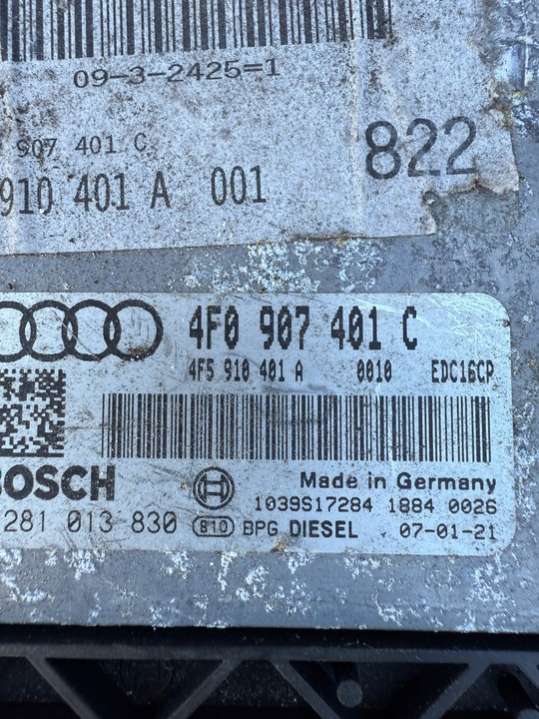 09-3-2425=1
907 401 C
910 401 A 001
822
4F0 907 401 C
4F5 910 401 A 0010 EDC16CP
BOSCH
Made in Germany
1039S17284 1884 0026
281 013 830 810 BPG DIESEL 07-01-21